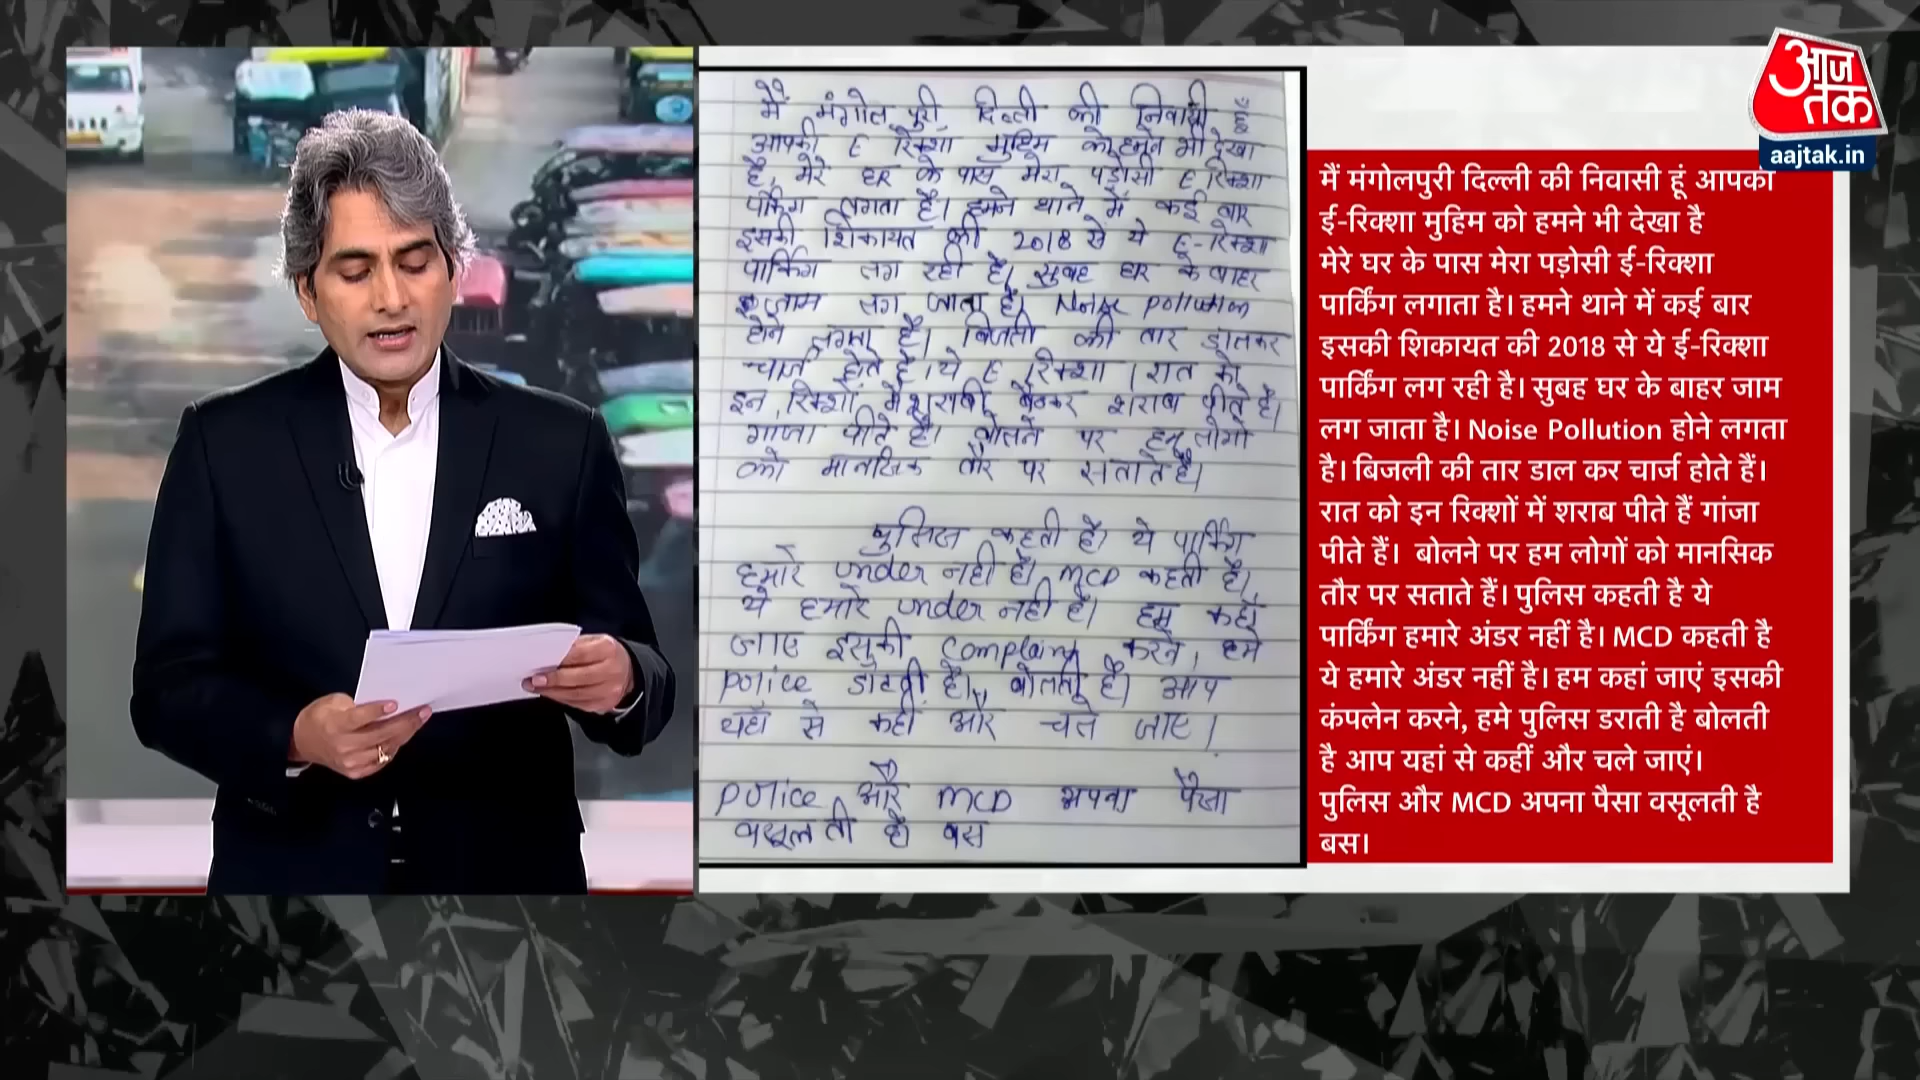 मैं मंगोल पुरी दिल्ली की निवासी हूँ
आपकी E रिक्शा मुहिम को हमने भी देखा
है, मेरे घर के पास मेरा पड़ोसी E रिक्शा
पार्किंग लगता है। हमने थाने में कई बार
इसकी शिकायत की 2018 से ये ई-रिक्शा
पार्किंग लग रही है। सुबह घर के बाहर
जाम लग जाता है। Noise pollution
होने लगता है। बिजली की तार डालकर
चार्ज होते है। ये E रिक्शा। रात को
इन रिक्शा में शराबी बैठकर शराब पीते है।
गाजा पीते है। बोलने पर हम लोगो
को मानसिक तौर पर सताते है।
पुलिस कहती है। ये पार्किंग
हमारे under नही है। MCD कहती है।
ये हमारे under नही है। हम कहाँ
जाए इसकी complaint करने, हमे
police डाटती है। बोलती है। आप
यहाँ से कही और चले जाए।
police और MCD अपना पैसा
वसूलती है। बस
आज
तक
aajtak.in
मैं मंगोलपुरी दिल्ली की निवासी हूं आपकी
ई-रिक्शा मुहिम को हमने भी देखा है
मेरे घर के पास मेरा पड़ोसी ई-रिक्शा
पार्किंग लगाता है। हमने थाने में कई बार
इसकी शिकायत की 2018 से ये ई-रिक्शा
पार्किंग लग रही है। सुबह घर के बाहर जाम
लग जाता है। Noise Pollution होने लगता
है। बिजली की तार डाल कर चार्ज होते हैं।
रात को इन रिक्शों में शराब पीते हैं गांजा
पीते हैं। बोलने पर हम लोगों को मानसिक
तौर पर सताते हैं। पुलिस कहती है ये
पार्किंग हमारे अंडर नहीं है। MCD कहती है
ये हमारे अंडर नहीं है। हम कहां जाएं इसकी
कंपलेन करने, हमे पुलिस डराती है बोलती
है आप यहां से कहीं और चले जाएं।
पुलिस और MCD अपना पैसा वसूलती है
बस।